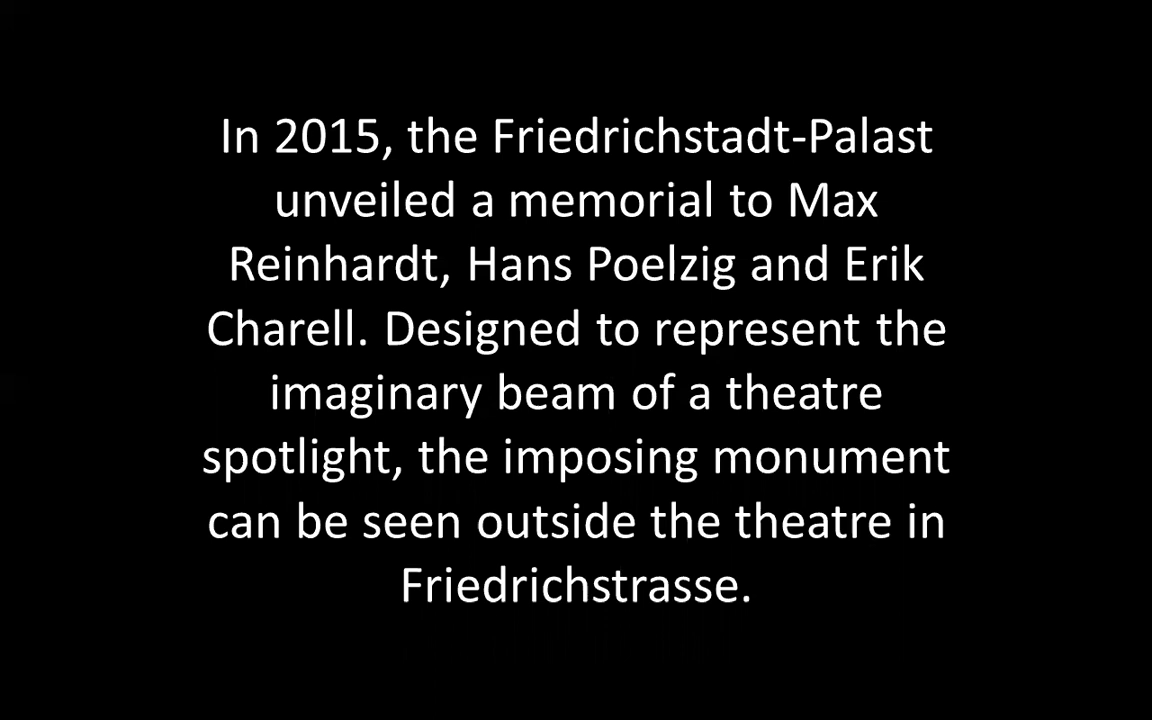 In 2015, the Friedrichstadt-Palast
unveiled a memorial to Max
Reinhardt, Hans Poelzig and Erik
Charell. Designed to represent the
imaginary beam of a theatre
spotlight, the imposing monument
can be seen outside the theatre in
Friedrichstrasse.